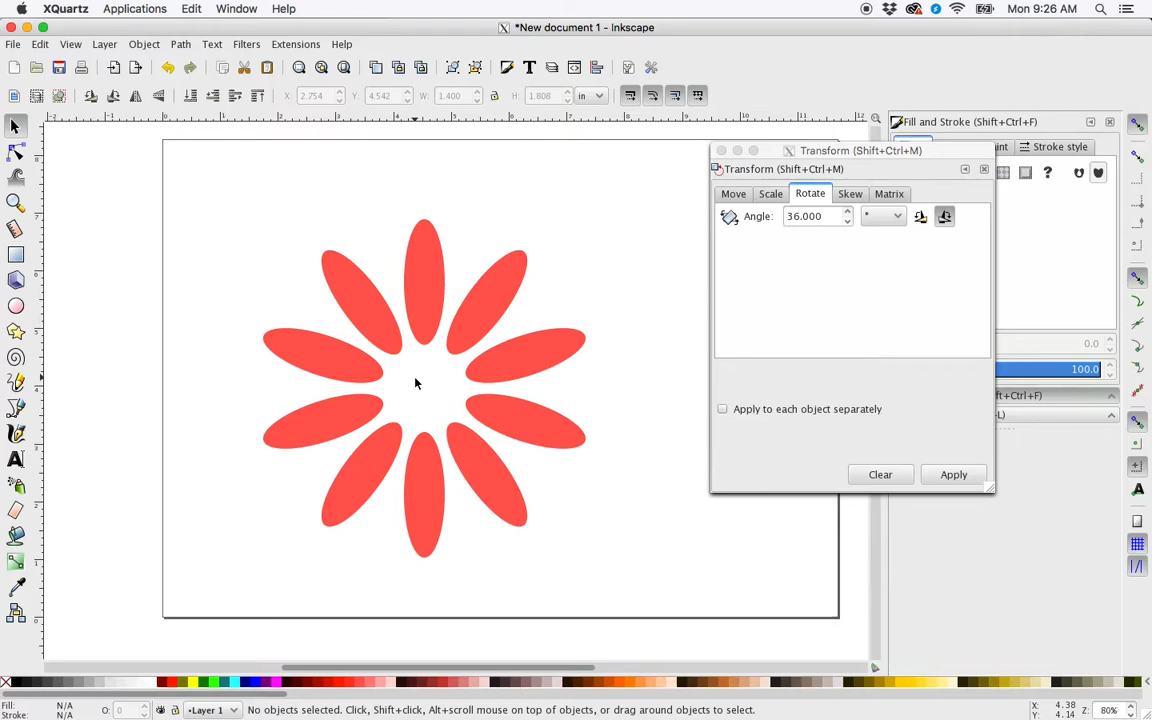 XQuartz Applications Edit Window Help Mon 9:26 AM
*New document 1 - Inkscape
File Edit View Layer Object Path Text Filters Extensions Help
X: 2.754 Y: 4.542 W: 1.400 H: 1.808 in
Fill and Stroke (Shift+Ctrl+F)
int Stroke style
Transform (Shift+Ctrl+M)
Transform (Shift+Ctrl+M)
Move Scale Rotate Skew Matrix
Angle: 36.000 °
?
0.0
100.0
ft+Ctrl+F)
-L)
Apply to each object separately
Clear Apply
Fill: N/A
Stroke: N/A
O: 0
Layer 1
No objects selected. Click, Shift+click, Alt+scroll mouse on top of objects, or drag around objects to select.
X: 4.38
Y: 4.14
Z: 80%